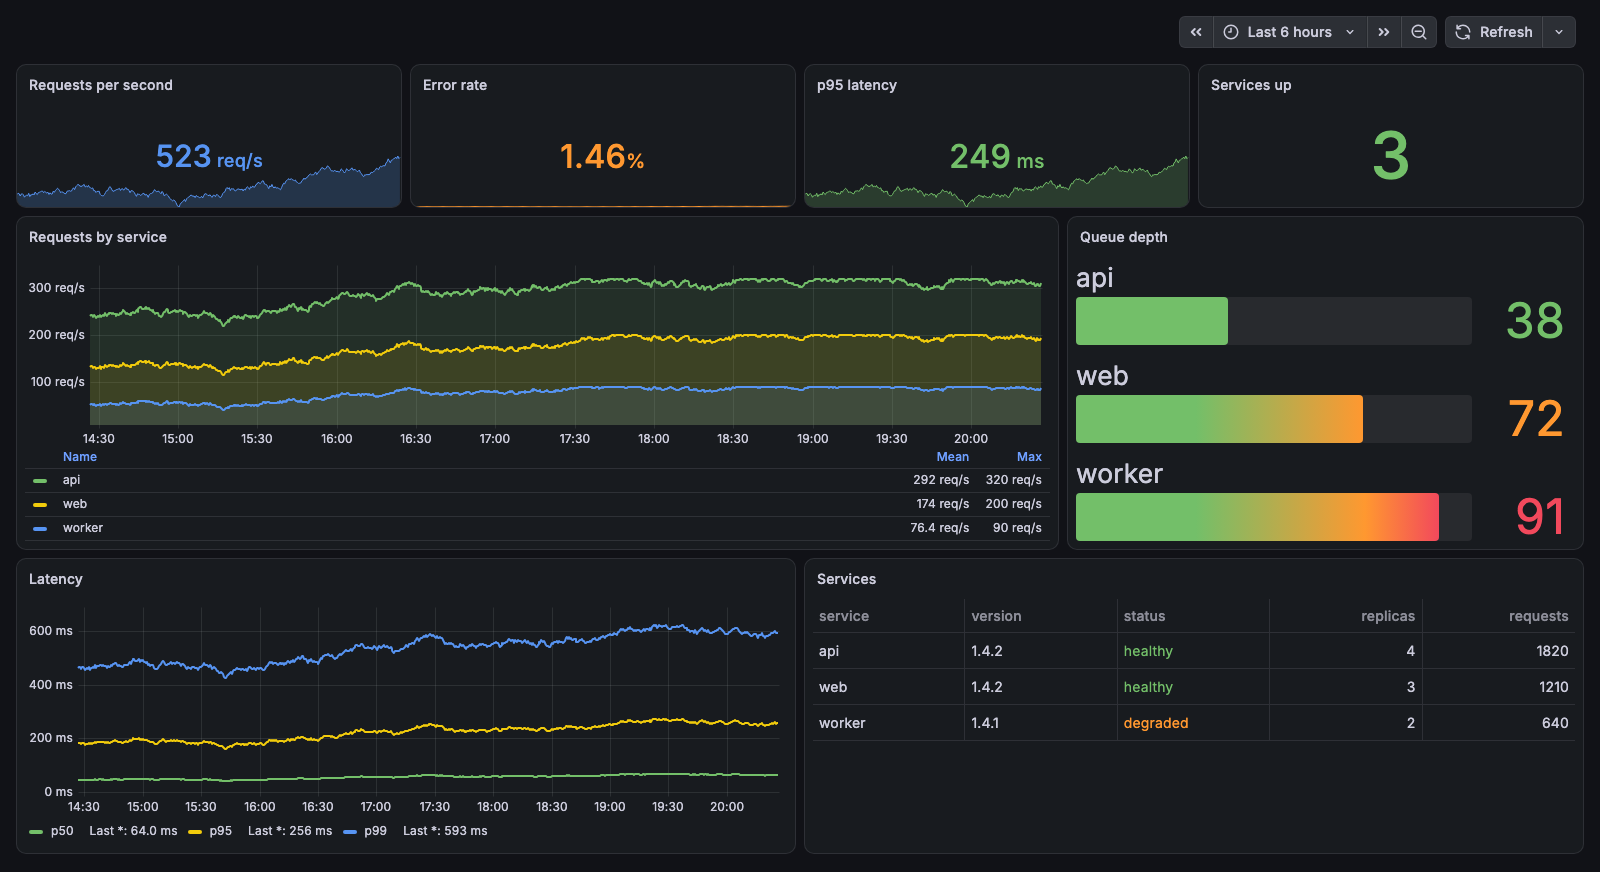 Last 6 hours Refresh
Requests per second
523 req/s
Error rate
1.46%
p95 latency
249 ms
Services up
3
Requests by service
300 req/s
200 req/s
100 req/s
14:30 15:00 15:30 16:00 16:30 17:00 17:30 18:00 18:30 19:00 19:30 20:00
Name Mean Max
api 292 req/s 320 req/s
web 174 req/s 200 req/s
worker 76.4 req/s 90 req/s
Queue depth
api
38
web
72
worker
91
Latency
600 ms
400 ms
200 ms
0 ms
14:30 15:00 15:30 16:00 16:30 17:00 17:30 18:00 18:30 19:00 19:30 20:00
p50 Last *: 64.0 ms p95 Last *: 256 ms p99 Last *: 593 ms
Services
service version status replicas requests
api 1.4.2 healthy 4 1820
web 1.4.2 healthy 3 1210
worker 1.4.1 degraded 2 640